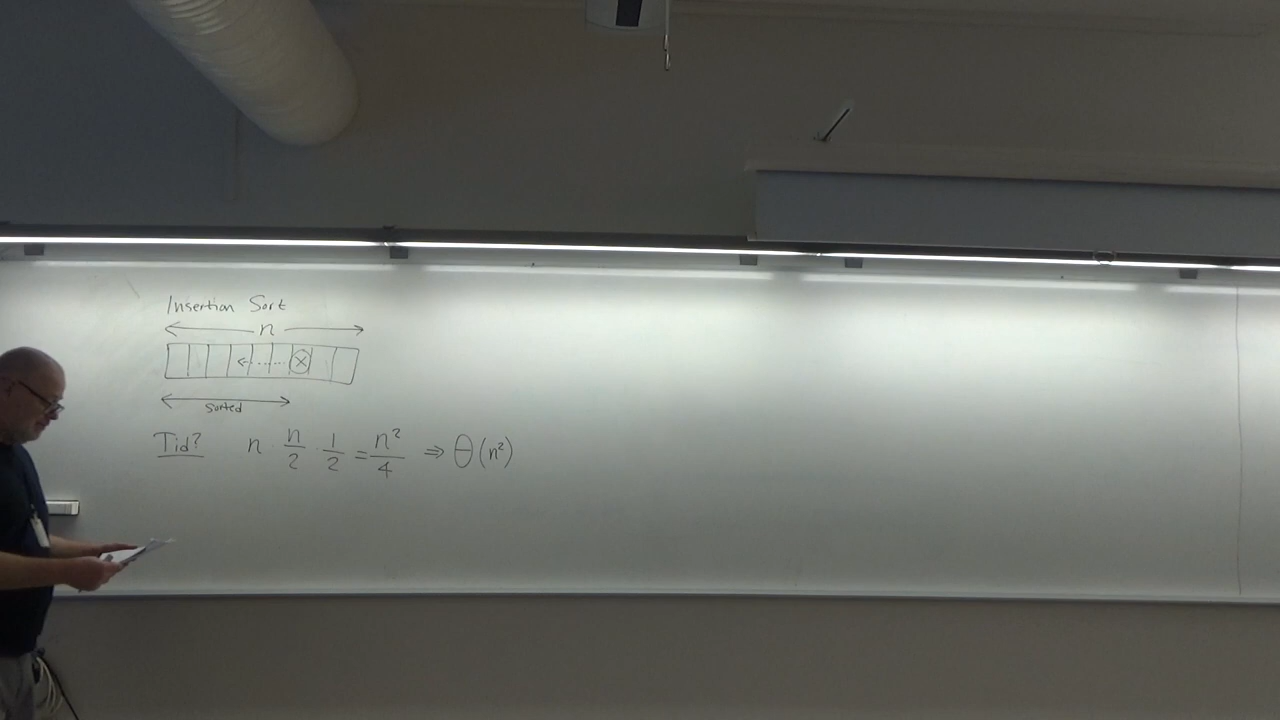 Insertion Sort
n
sorted
Tid? n · n/2 · 1/2 = n²/4 ⇒ Θ(n²)